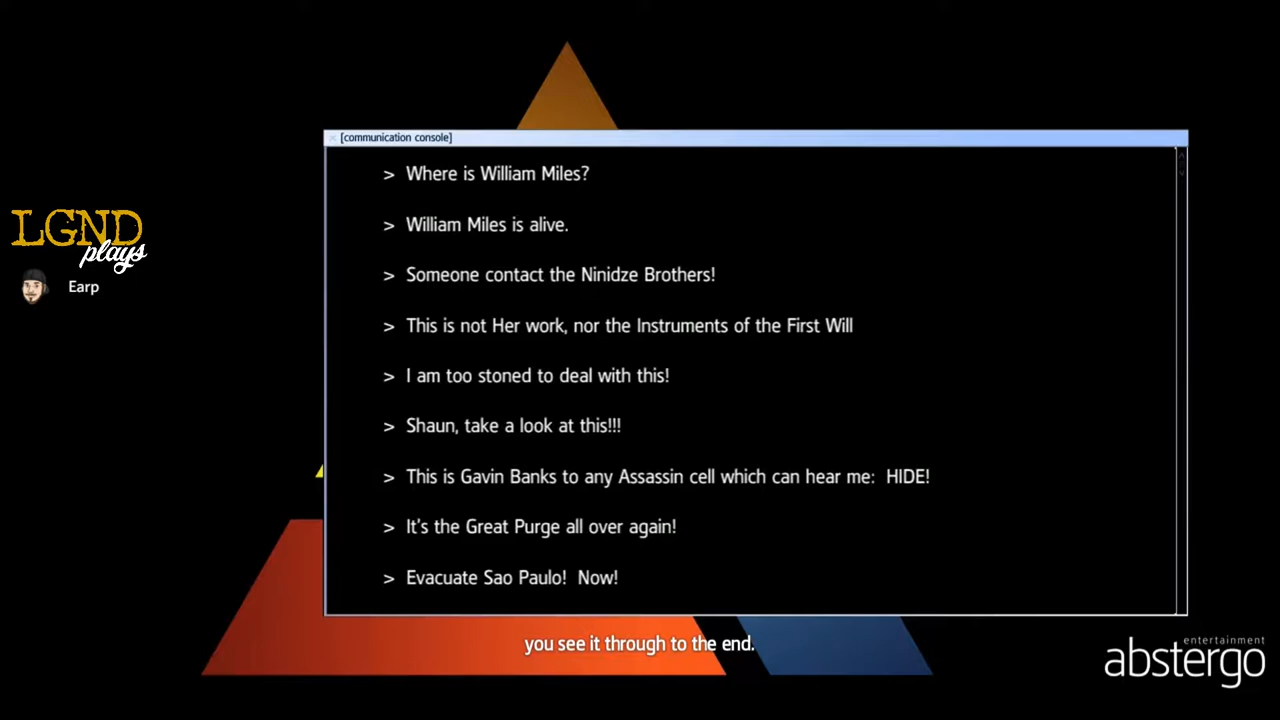 [communication console]
> Where is William Miles?
> William Miles is alive.
> Someone contact the Ninidze Brothers!
> This is not Her work, nor the Instruments of the First Will
> I am too stoned to deal with this!
> Shaun, take a look at this!!!
> This is Gavin Banks to any Assassin cell which can hear me:  HIDE!
> It's the Great Purge all over again!
> Evacuate Sao Paulo!  Now!
LGND
plays
Earp
you see it through to the end.
entertainment
abstergo